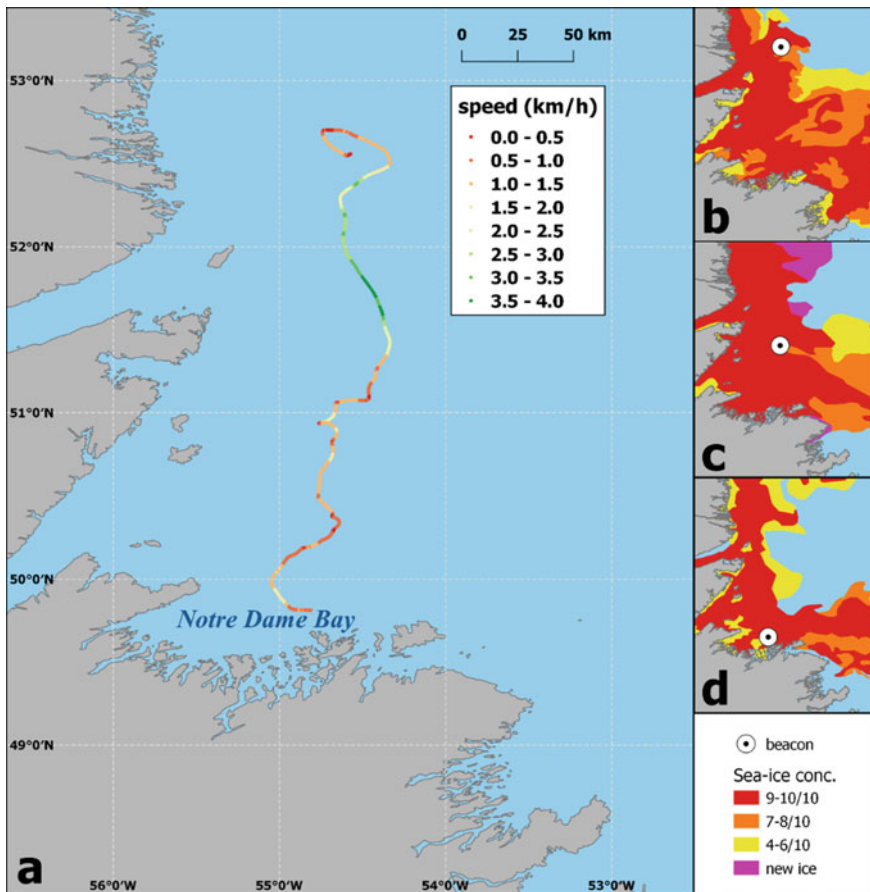 0 25 50 km
53°0'N
speed (km/h)
0.0 - 0.5
0.5 - 1.0
1.0 - 1.5
1.5 - 2.0
2.0 - 2.5
2.5 - 3.0
3.0 - 3.5
3.5 - 4.0
52°0'N
51°0'N
50°0'N
Notre Dame Bay
49°0'N
a
56°0'W 55°0'W 54°0'W 53°0'W
b
c
d
beacon
Sea-ice conc.
9-10/10
7-8/10
4-6/10
new ice